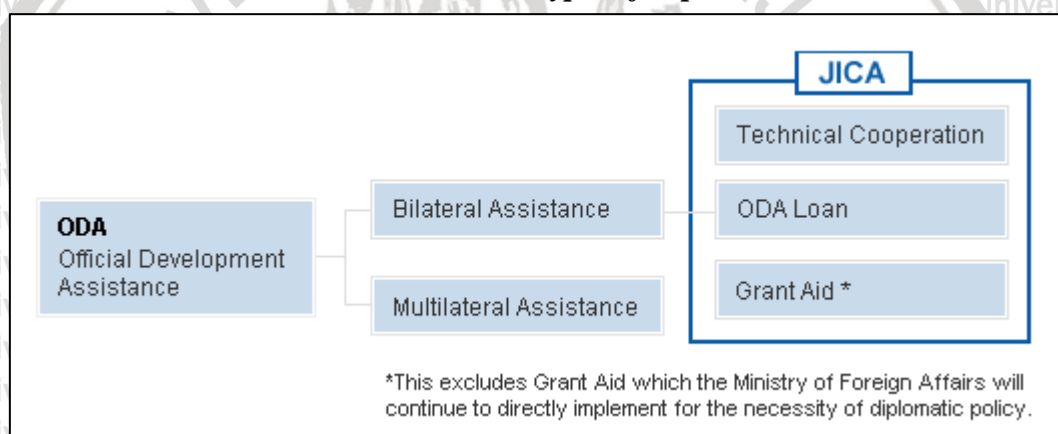 JICA
Technical Cooperation
ODA
Official Development
Assistance
Bilateral Assistance
ODA Loan
Multilateral Assistance
Grant Aid *
*This excludes Grant Aid which the Ministry of Foreign Affairs will
continue to directly implement for the necessity of diplomatic policy.